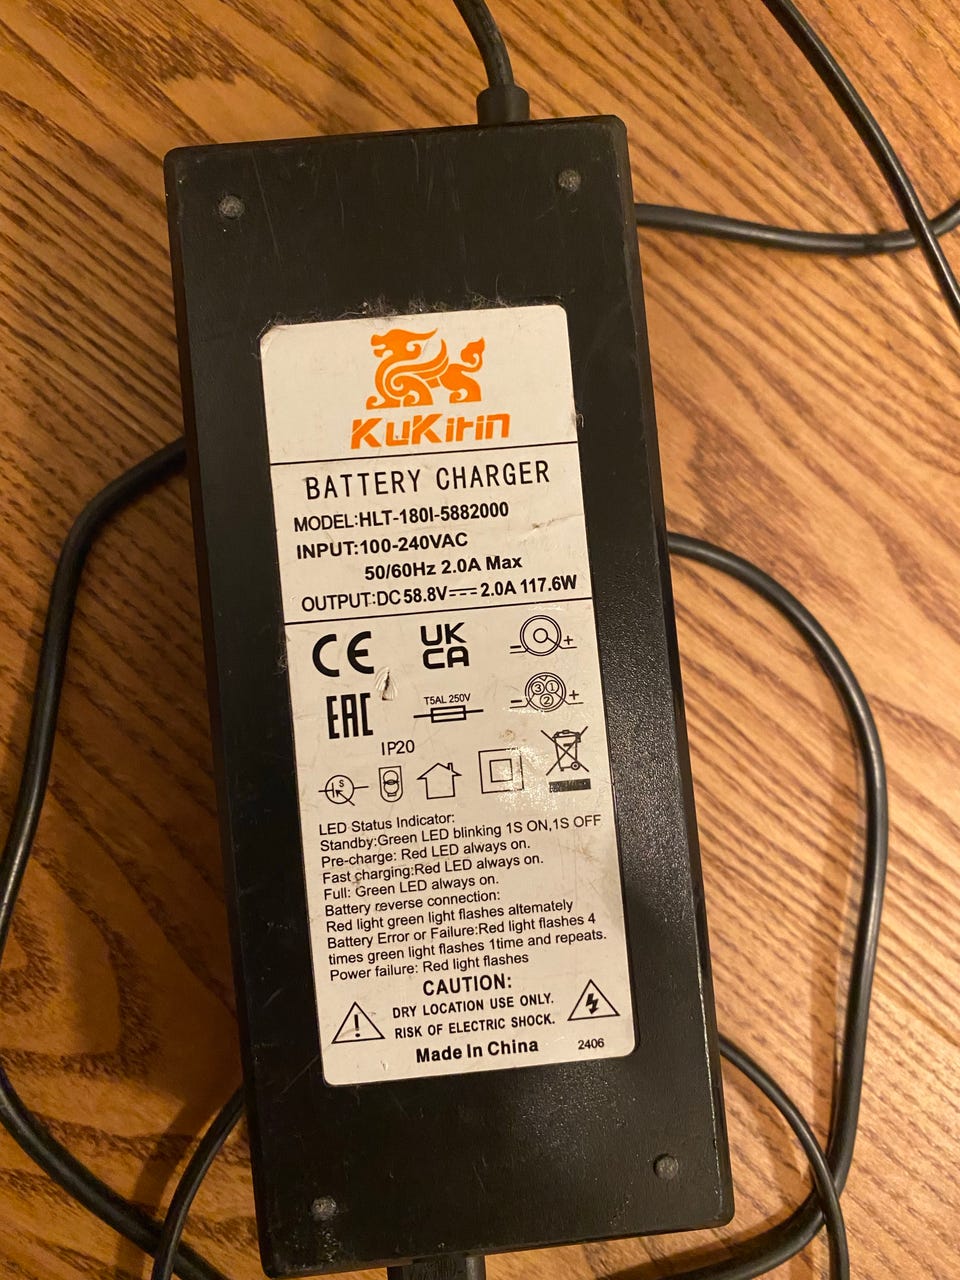 KuKirin
BATTERY CHARGER
MODEL:HLT-180I-5882000
INPUT:100-240VAC
50/60Hz 2.0A Max
OUTPUT:DC 58.8V⎓2.0A 117.6W
CE UK CA
− +
EAC T5AL 250V
− ③ ① ② +
IP20
S
LED Status Indicator:
Standby:Green LED blinking 1S ON,1S OFF
Pre-charge: Red LED always on.
Fast charging:Red LED always on.
Full: Green LED always on.
Battery reverse connection:
Red light green light flashes alternately
Battery Error or Failure:Red light flashes 4
times green light flashes 1time and repeats.
Power failure: Red light flashes
CAUTION:
DRY LOCATION USE ONLY.
RISK OF ELECTRIC SHOCK.
Made In China 2406